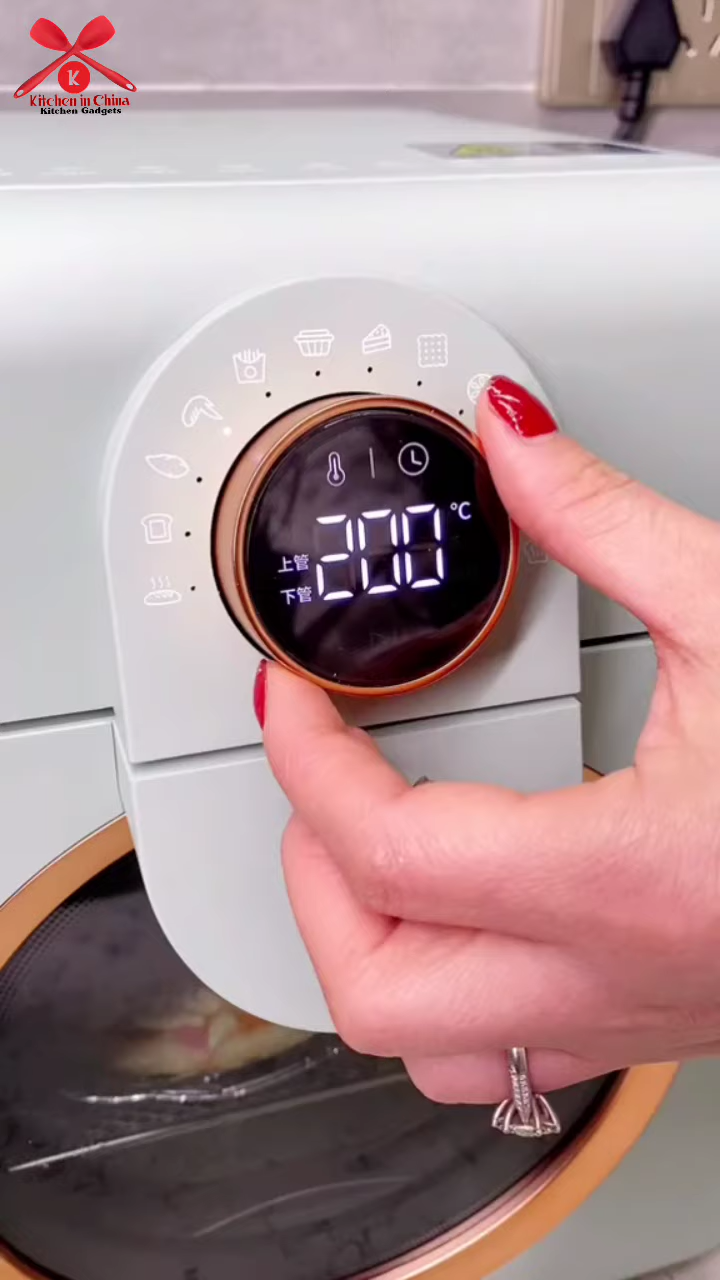 K
Kitchen in China
Kitchen Gadgets
200 °C
上管
下管